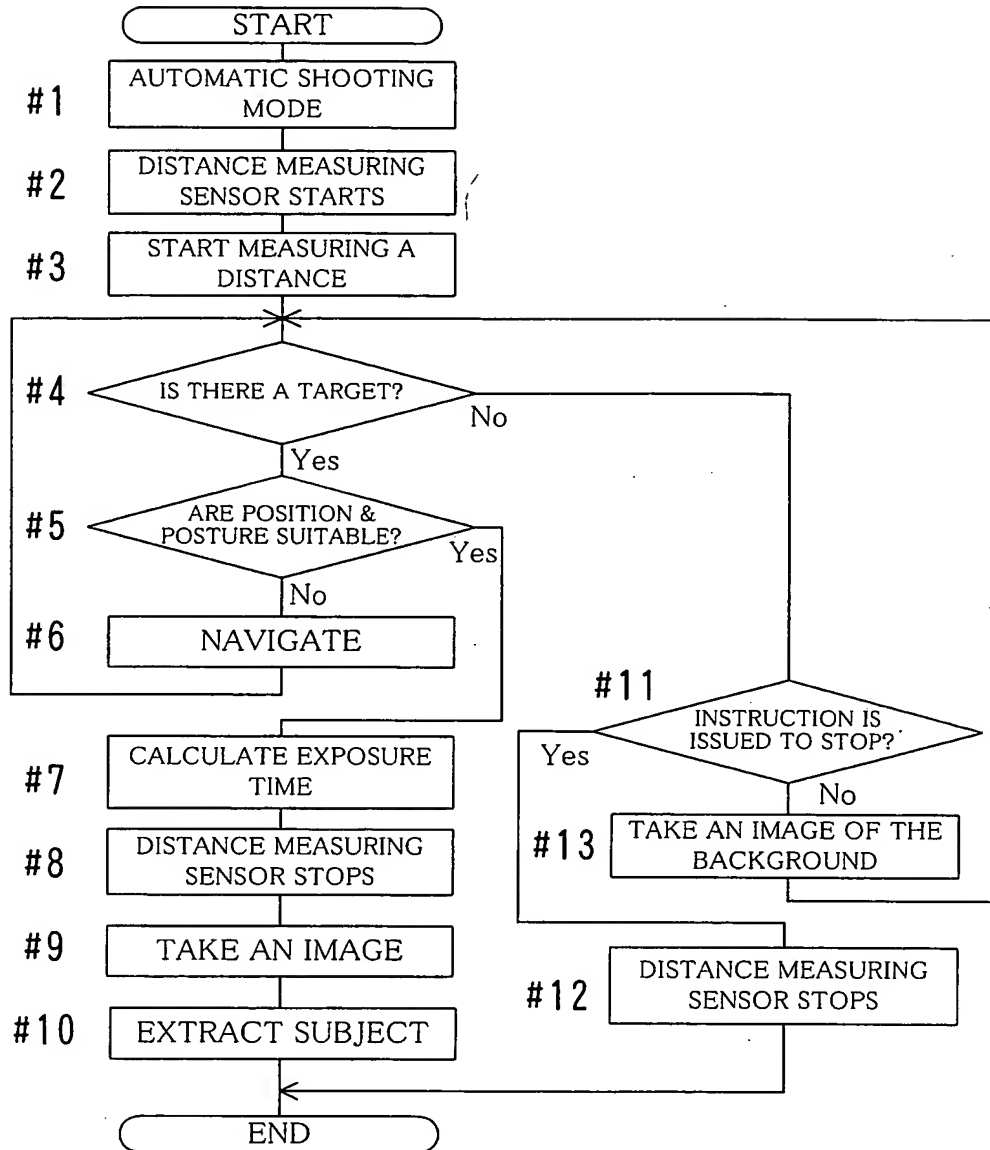 START
#1
AUTOMATIC SHOOTING
MODE
#2
DISTANCE MEASURING
SENSOR STARTS
#3
START MEASURING A
DISTANCE
#4
IS THERE A TARGET?
No
Yes
#5
ARE POSITION &
POSTURE SUITABLE?
Yes
No
#6
NAVIGATE
#11
INSTRUCTION IS
ISSUED TO STOP?
Yes
No
#7
CALCULATE EXPOSURE
TIME
#13
TAKE AN IMAGE OF THE
BACKGROUND
#8
DISTANCE MEASURING
SENSOR STOPS
#9
TAKE AN IMAGE
#12
DISTANCE MEASURING
SENSOR STOPS
#10
EXTRACT SUBJECT
END